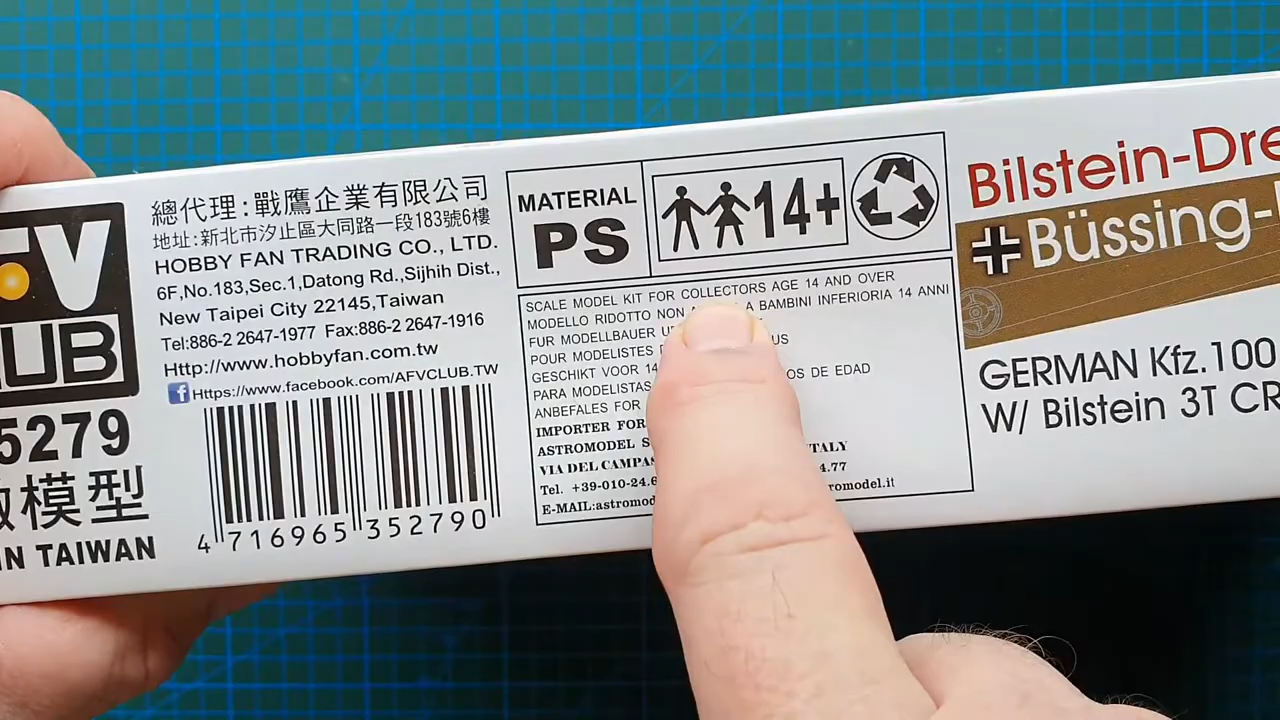 FV
LUB
5279
模型
IN TAIWAN
總代理:戰鷹企業有限公司
地址:新北市汐止區大同路一段183號6樓
HOBBY FAN TRADING CO., LTD.
6F,No.183,Sec.1,Datong Rd.,Sijhih Dist.,
New Taipei City 22145,Taiwan
Tel:886-2 2647-1977 Fax:886-2 2647-1916
Http://www.hobbyfan.com.tw
Https://www.facebook.com/AFVCLUB.TW
4 716965 352790
MATERIAL
PS
14+
SCALE MODEL KIT FOR COLLECTORS AGE 14 AND OVER
MODELLO RIDOTTO NON A BAMBINI INFERIORIA 14 ANNI
FUR MODELLBAUER
POUR MODELISTES US
GESCHIKT VOOR 14
PARA MODELISTAS OS DE EDAD
ANBEFALES FOR
IMPORTER FOR
ASTROMODEL S ITALY
VIA DEL CAMPAS 4.77
Tel. +39-010-24.6
E-MAIL:astromod romodel.it
Bilstein-Dre
Büssing-
GERMAN Kfz.100
W/ Bilstein 3T CR